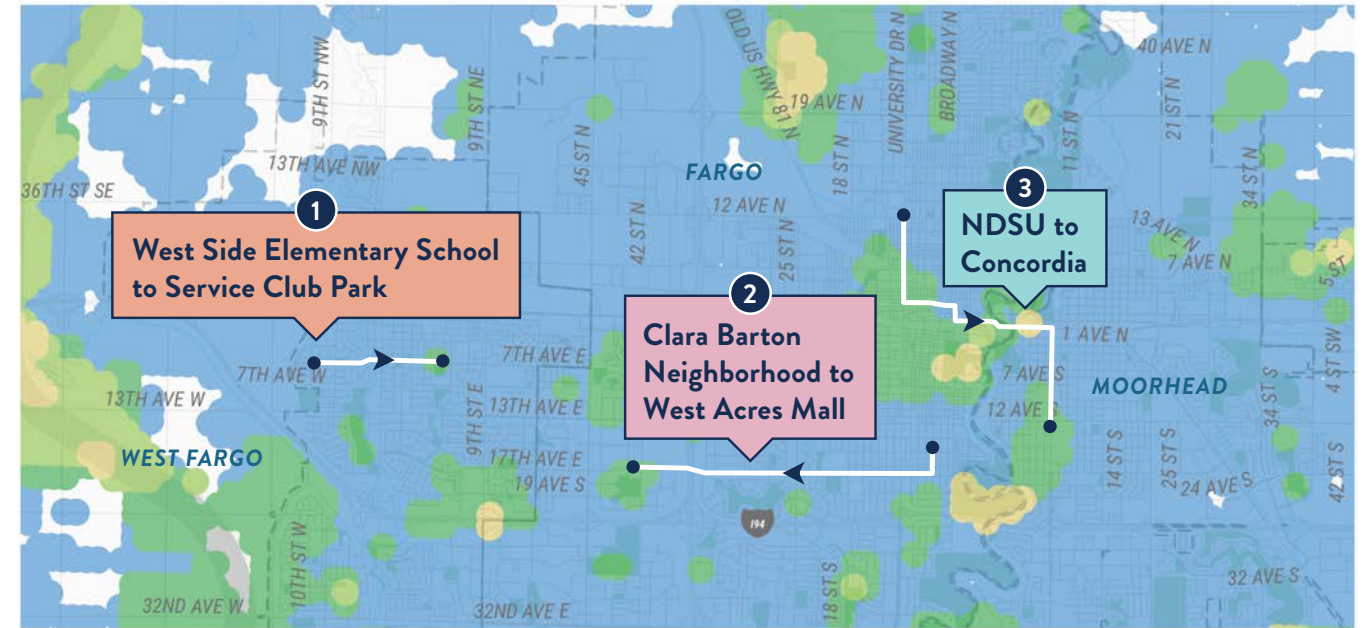 OLD US HWY 81 N
UNIVERSITY DR N
BROADWAY N
40 AVE N
9TH ST NW
9TH ST NE
45 ST N
19 AVE N
18 ST N
11 ST N
21 ST N
34 ST N
13TH AVE NW
36TH ST SE
FARGO
12 AVE N
42 ST N
25 ST N
13 AVE N
7 AVE N
5 ST
1
West Side Elementary School
to Service Club Park
2
Clara Barton
Neighborhood to
West Acres Mall
3
NDSU to
Concordia
1 AVE N
7TH AVE W
7TH AVE E
7 AVE S
MOORHEAD
4 ST SW
13TH AVE W
9TH ST E
13TH AVE E
12 AVE S
34 ST S
WEST FARGO
17TH AVE E
19 AVE S
14 ST S
25 ST S
24 AVE S
42 ST S
194
10TH ST W
18 ST S
32 AVE S
32ND AVE W
32ND AVE E